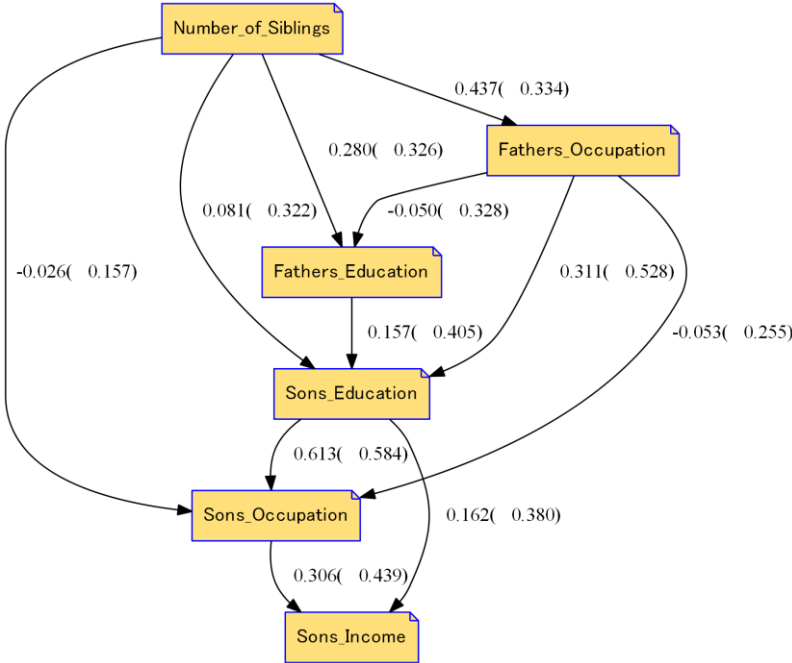 Number_of_Siblings
0.437( 0.334)
Fathers_Occupation
0.280( 0.326)
0.081( 0.322)
-0.050( 0.328)
-0.026( 0.157)
Fathers_Education
0.311( 0.528)
0.157( 0.405)
-0.053( 0.255)
Sons_Education
0.613( 0.584)
Sons_Occupation
0.162( 0.380)
0.306( 0.439)
Sons_Income